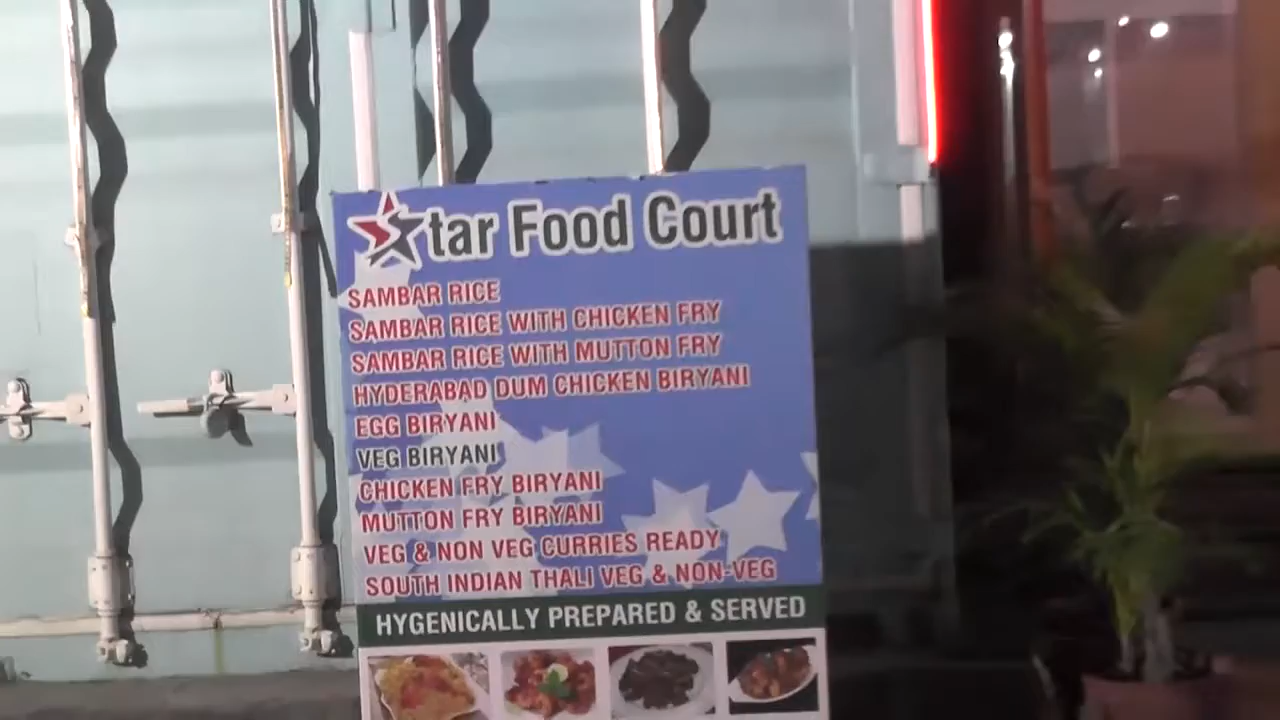 Star Food Court
SAMBAR RICE
SAMBAR RICE WITH CHICKEN FRY
SAMBAR RICE WITH MUTTON FRY
HYDERABAD DUM CHICKEN BIRYANI
EGG BIRYANI
VEG BIRYANI
CHICKEN FRY BIRYANI
MUTTON FRY BIRYANI
VEG & NON VEG CURRIES READY
SOUTH INDIAN THALI VEG & NON-VEG
HYGENICALLY PREPARED & SERVED